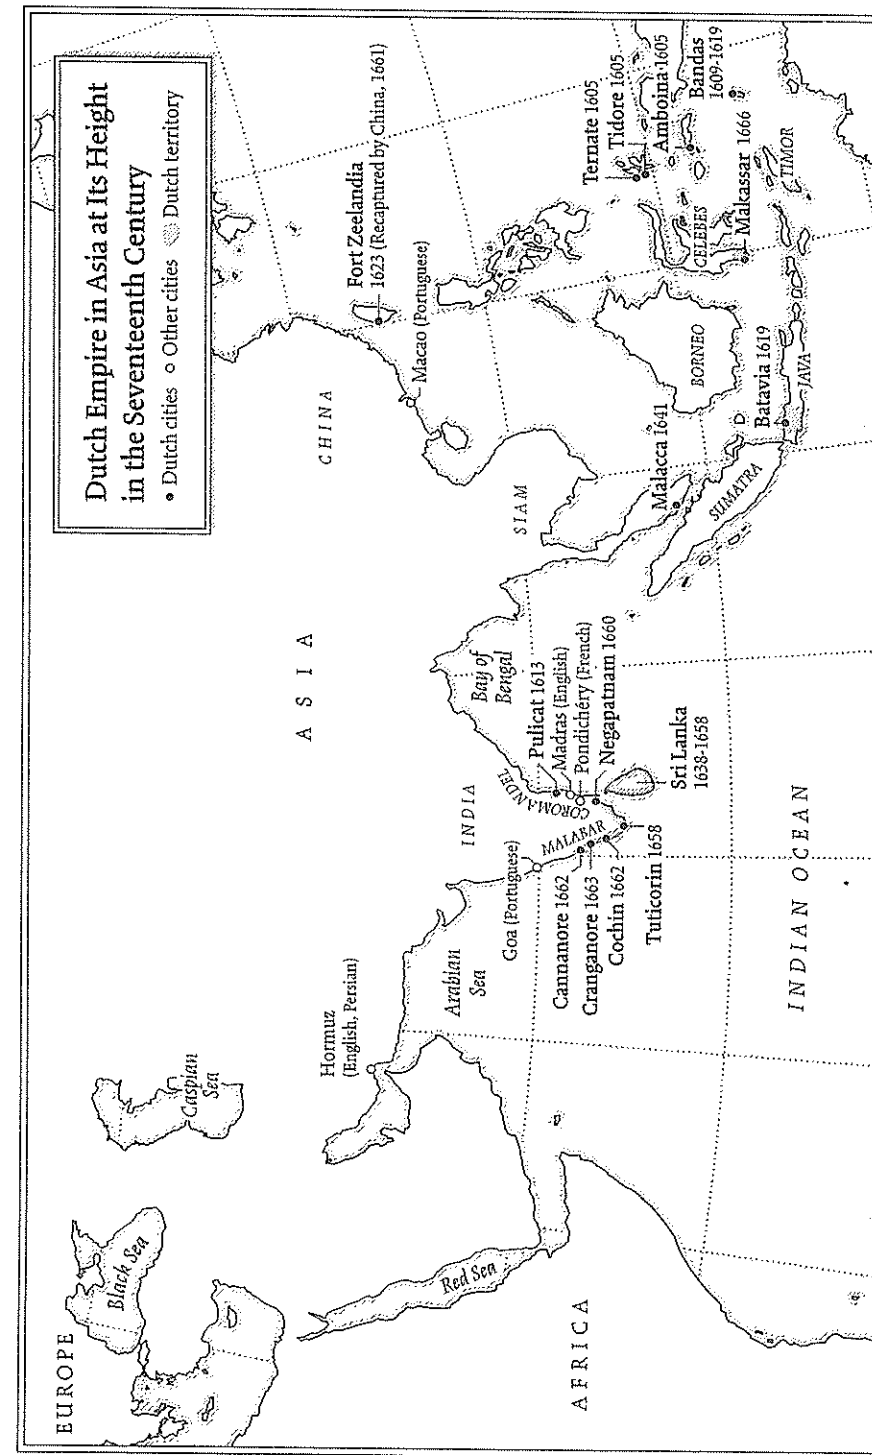 Dutch Empire in Asia at Its Height
in the Seventeenth Century
Dutch cities Other cities Dutch territory
EUROPE
Black Sea
Caspian
Sea
ASIA
CHINA
Fort Zeelandia
1623 (Recaptured by China, 1661)
Macao (Portuguese)
Hormuz
(English, Persian)
Red Sea
AFRICA
Arabian
Sea
Goa (Portuguese)
INDIA
MALABAR
COROMANDEL
Cannanore 1662
Cranganore 1663
Cochin 1662
Tuticorin 1658
Bay of
Bengal
Pulicat 1613
Madras (English)
Pondichéry (French)
Negapatnam 1660
Sri Lanka
1638-1658
INDIAN OCEAN
SIAM
Malacca 1641
SUMATRA
BORNEO
Batavia 1619
JAVA
CELEBES
Makassar 1666
TIMOR
Ternate 1605
Tidore 1605
Amboina 1605
Bandas
1609-1619